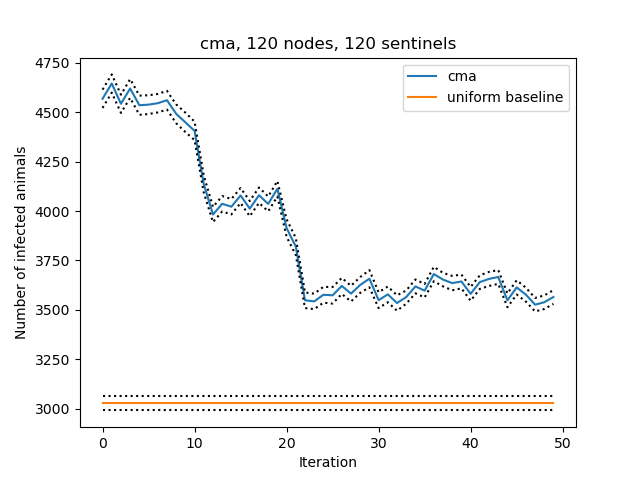 cma, 120 nodes, 120 sentinels
cma
uniform baseline
Number of infected animals
4750
4500
4250
4000
3750
3500
3250
3000
0 10 20 30 40 50
Iteration